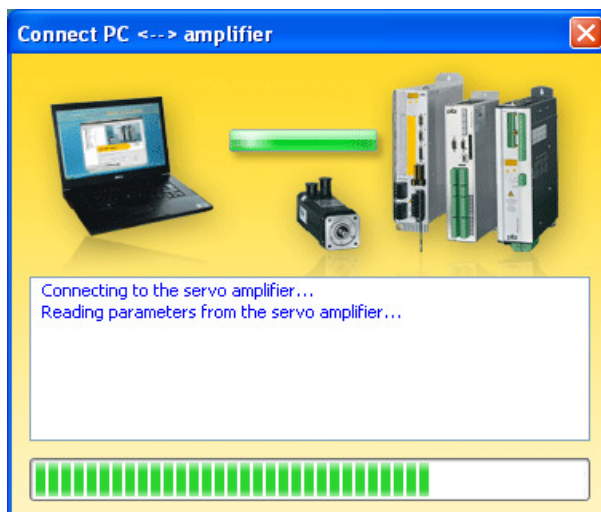 Connect PC <--> amplifier
Connecting to the servo amplifier...
Reading parameters from the servo amplifier...